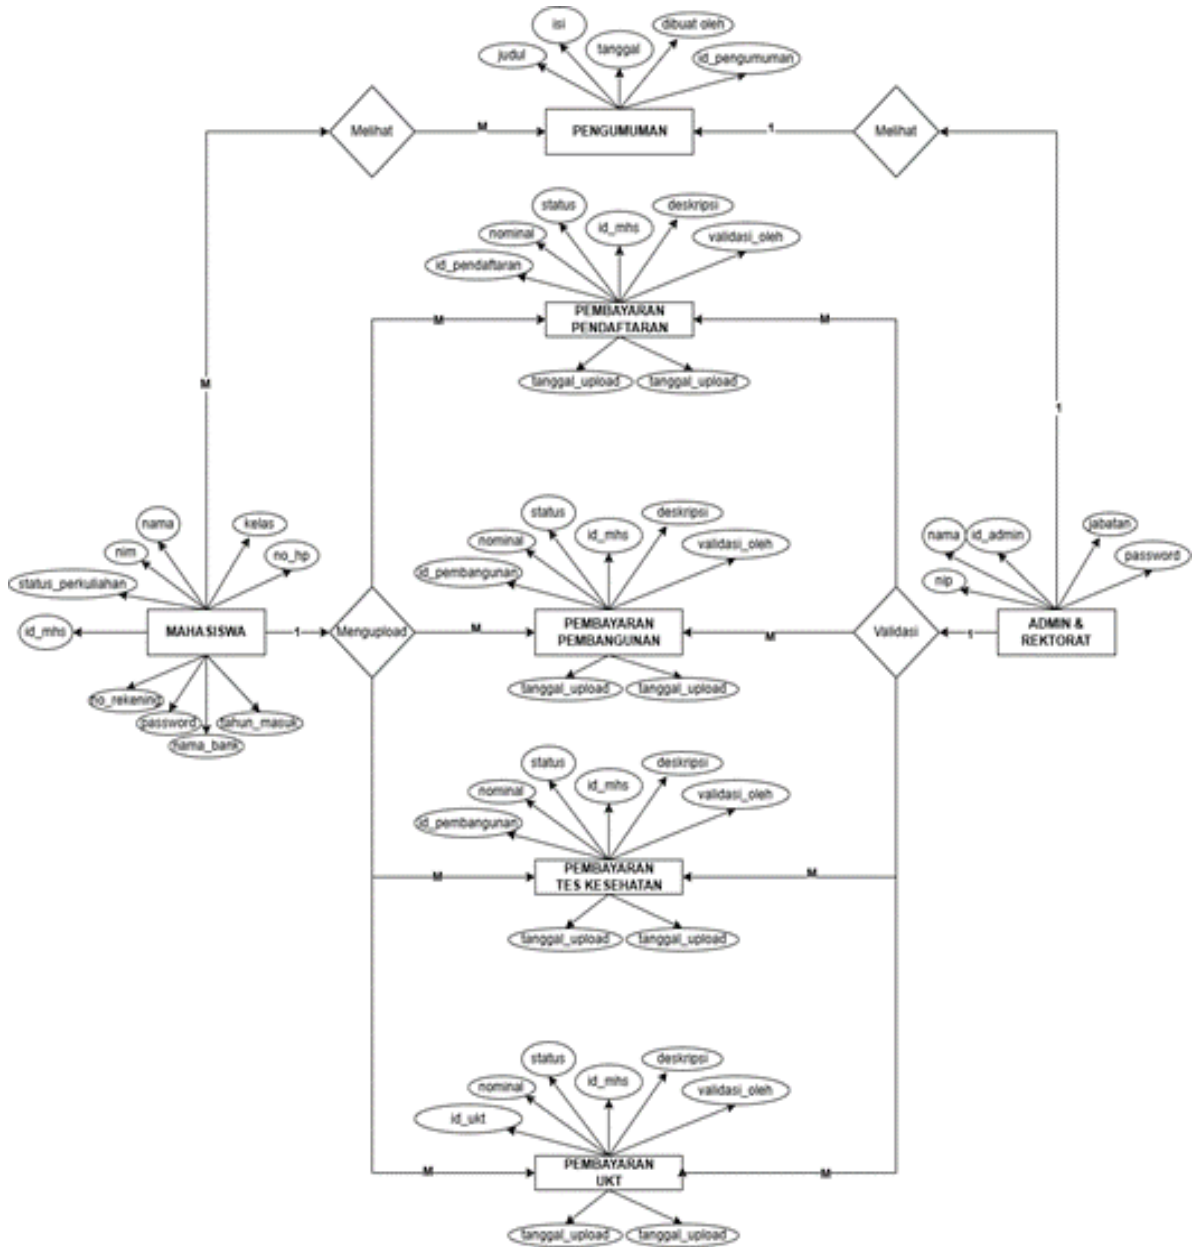 isi
dibuat oleh
judul
tanggal
id_pengumuman
Melihat
M
PENGUMUMAN
1
Melihat
status
deskripsi
nominal
id_mhs
validasi_oleh
id_pendaftaran
M
PEMBAYARAN
PENDAFTARAN
M
tanggal_upload
tanggal_upload
M
1
nama
kelas
nim
no_hp
status_perkuliahan
id_mhs
MAHASISWA
no_rekening
password
tahun_masuk
nama_bank
1
Mengupload
status
deskripsi
nominal
id_mhs
validasi_oleh
id_pembangunan
M
PEMBAYARAN
PEMBANGUNAN
M
tanggal_upload
tanggal_upload
Validasi
1
nama
id_admin
jabatan
nip
password
ADMIN &
REKTORAT
status
deskripsi
nominal
id_mhs
validasi_oleh
id_pembangunan
M
PEMBAYARAN
TES KESEHATAN
M
tanggal_upload
tanggal_upload
status
deskripsi
nominal
id_mhs
validasi_oleh
id_ukt
M
PEMBAYARAN
UKT
M
tanggal_upload
tanggal_upload